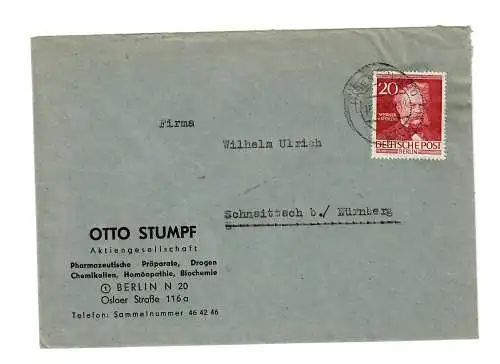 20
WERNER
v. SIEMENS
DEUTSCHE POST
BERLIN
Firma
Wilhelm Ulrich
Schnaittach b./ Nürnberg
OTTO STUMPF
Aktiengesellschaft
Pharmazeutische Präparate, Drogen
Chemikalien, Homöopathie, Biochemie
① BERLIN N 20
Osloer Straße 116a
Telefon: Sammelnummer 46 42 46